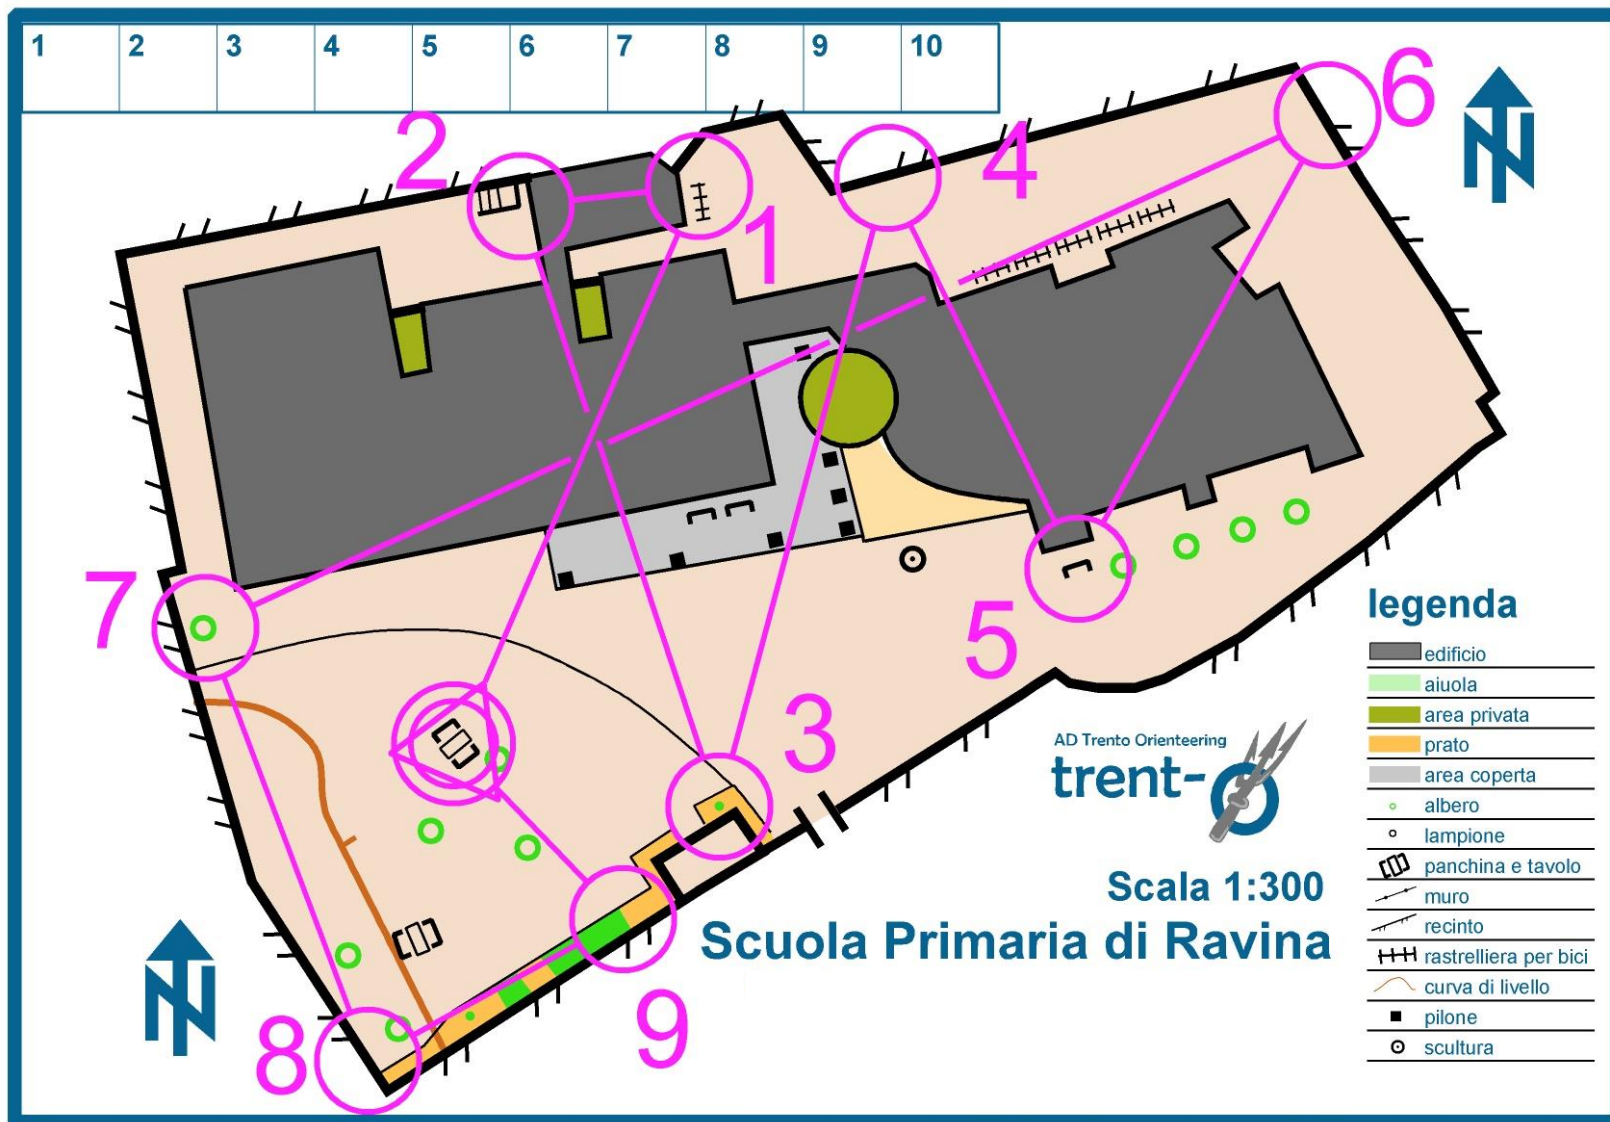 1 2 3 4 5 6 7 8 9 10
2
1
4
6
7
5
3
8
9
N
N
legenda
edificio
aiuola
area privata
prato
area coperta
albero
lampione
panchina e tavolo
muro
recinto
rastrelliera per bici
curva di livello
pilone
scultura
AD Trento Orienteering
trent-O
Scala 1:300
Scuola Primaria di Ravina